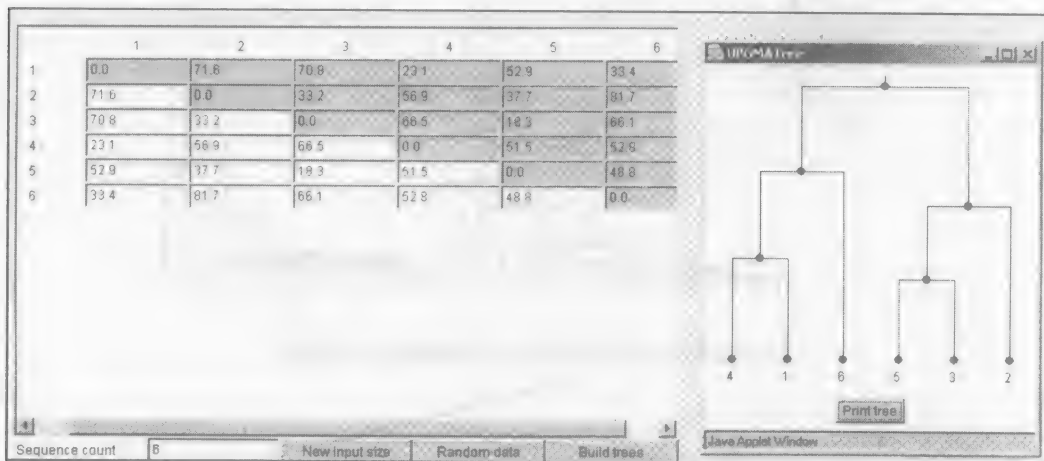 1 2 3 4 5 6
1 0.0 71.6 70.8 23.1 52.9 33.4
2 71.6 0.0 33.2 56.9 37.7 81.7
3 70.8 33.2 0.0 66.5 18.3 66.1
4 23.1 56.9 66.5 0.0 51.5 52.8
5 52.9 37.7 18.3 51.5 0.0 48.8
6 33.4 81.7 66.1 52.8 48.8 0.0
Sequence count 6 New input size Random data Build trees
UPGMA tree
4 1 6 5 3 2
Print tree
Java Applet Window